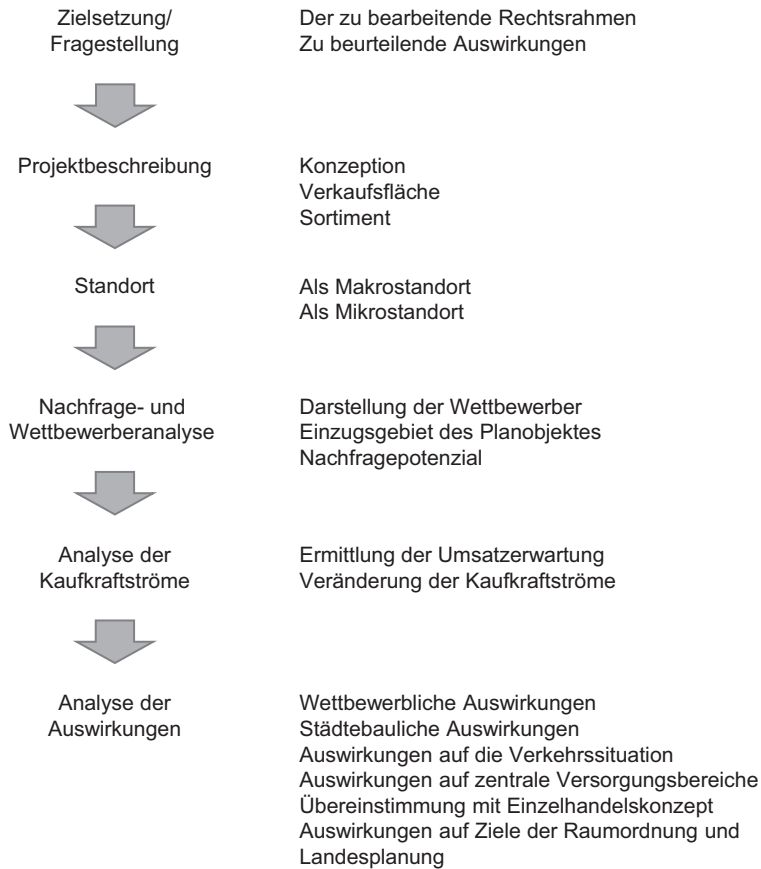 Zielsetzung/
Fragestellung
Der zu bearbeitende Rechtsrahmen
Zu beurteilende Auswirkungen
Projektbeschreibung
Konzeption
Verkaufsfläche
Sortiment
Standort
Als Makrostandort
Als Mikrostandort
Nachfrage- und
Wettbewerberanalyse
Darstellung der Wettbewerber
Einzugsgebiet des Planobjektes
Nachfragepotenzial
Analyse der
Kaufkraftströme
Ermittlung der Umsatzerwartung
Veränderung der Kaufkraftströme
Analyse der
Auswirkungen
Wettbewerbliche Auswirkungen
Städtebauliche Auswirkungen
Auswirkungen auf die Verkehrssituation
Auswirkungen auf zentrale Versorgungsbereiche
Übereinstimmung mit Einzelhandelskonzept
Auswirkungen auf Ziele der Raumordnung und
Landesplanung